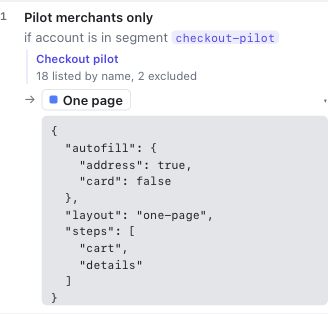 1 Pilot merchants only
if account is in segment checkout-pilot
Checkout pilot
18 listed by name, 2 excluded
→ One page
{
  "autofill": {
    "address": true,
    "card": false
  },
  "layout": "one-page",
  "steps": [
    "cart",
    "details"
  ]
}